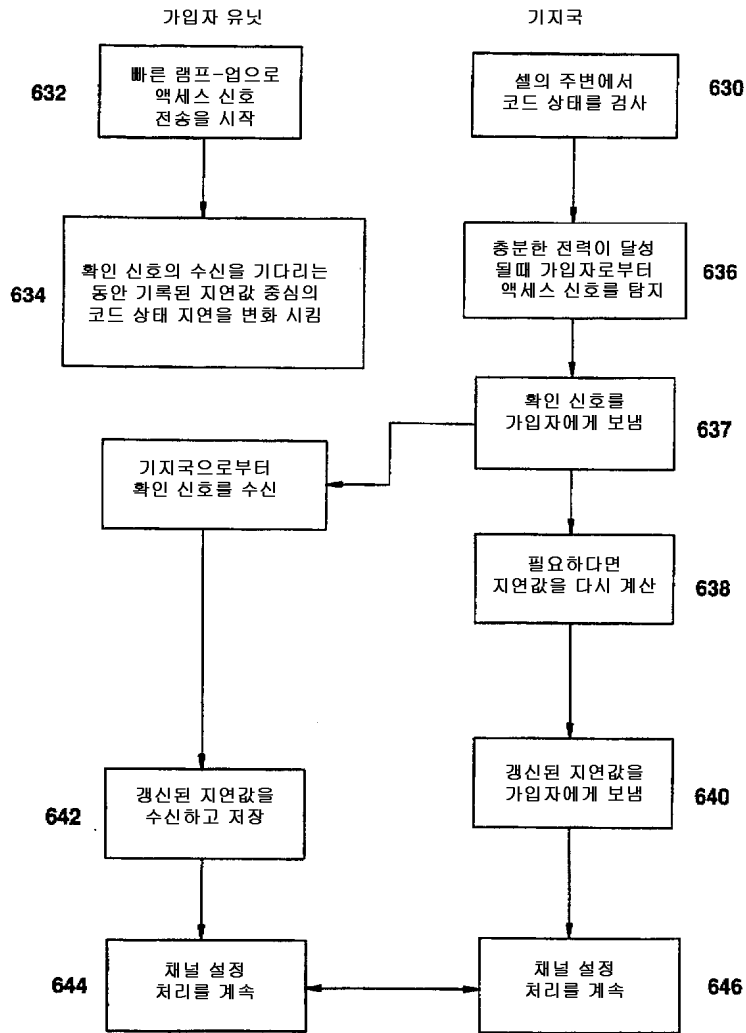 가입자 유닛
기지국
632
빠른 램프-업으로
액세스 신호
전송을 시작
셀의 주변에서
코드 상태를 검사
630
634
확인 신호의 수신을 기다리는
동안 기록된 지연값 중심의
코드 상태 지연을 변화 시킴
충분한 전력이 달성
될때 가입자로부터
액세스 신호를 탐지
636
확인 신호를
가입자에게 보냄
637
기지국으로부터
확인 신호를 수신
필요하다면
지연값을 다시 계산
638
642
갱신된 지연값을
수신하고 저장
갱신된 지연값을
가입자에게 보냄
640
644
채널 설정
처리를 계속
채널 설정
처리를 계속
646